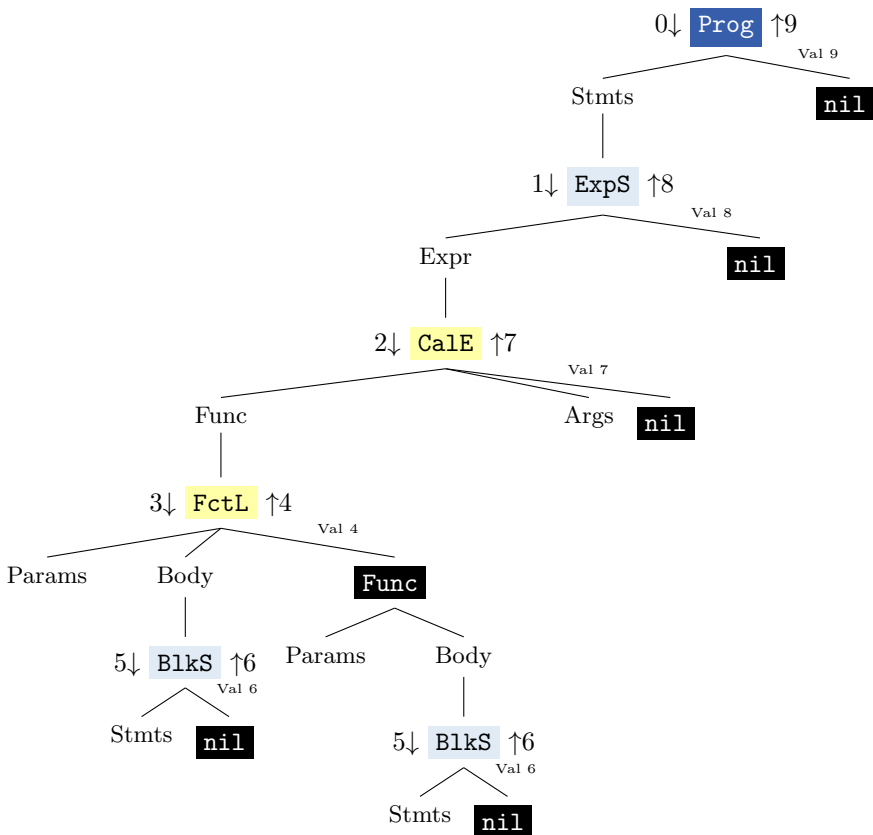 0↓ Prog ↑9
Val 9
Stmts nil
1↓ ExpS ↑8
Val 8
Expr nil
2↓ CalE ↑7
Val 7
Func Args nil
3↓ FctL ↑4
Val 4
Params Body Func
5↓ BlkS ↑6 Params Body
Val 6
Stmts nil 5↓ BlkS ↑6
Val 6
Stmts nil